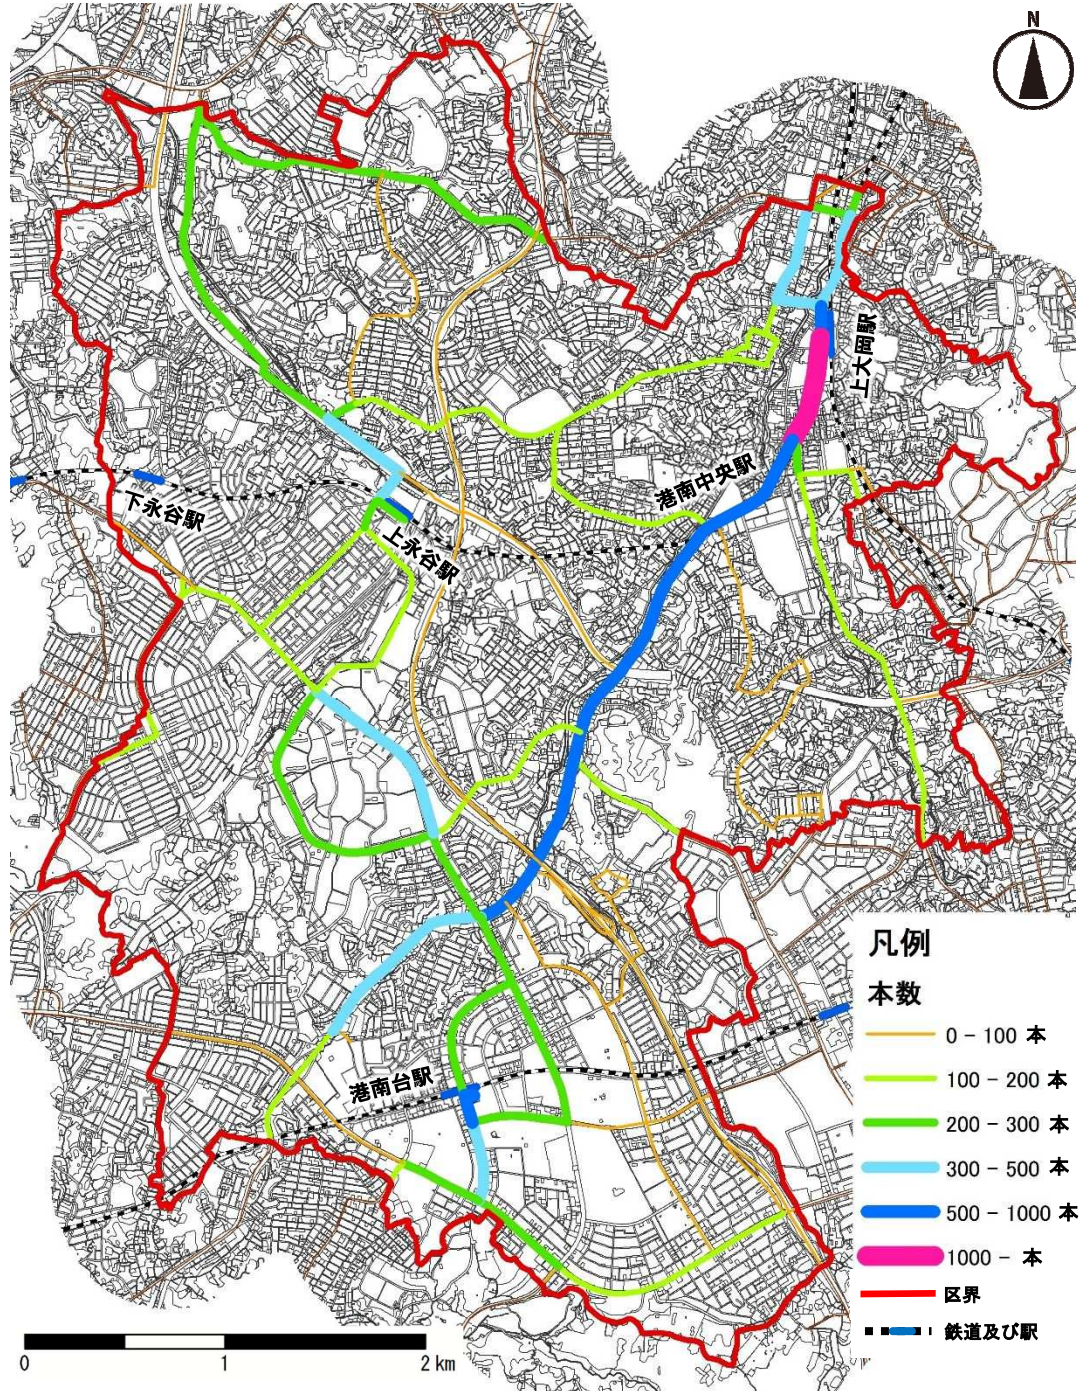 N
上大岡駅
港南中央駅
下永谷駅
上永谷駅
港南台駅
凡例
本数
0 - 100 本
100 - 200 本
200 - 300 本
300 - 500 本
500 - 1000 本
1000 - 本
区界
鉄道及び駅
0 1 2 km